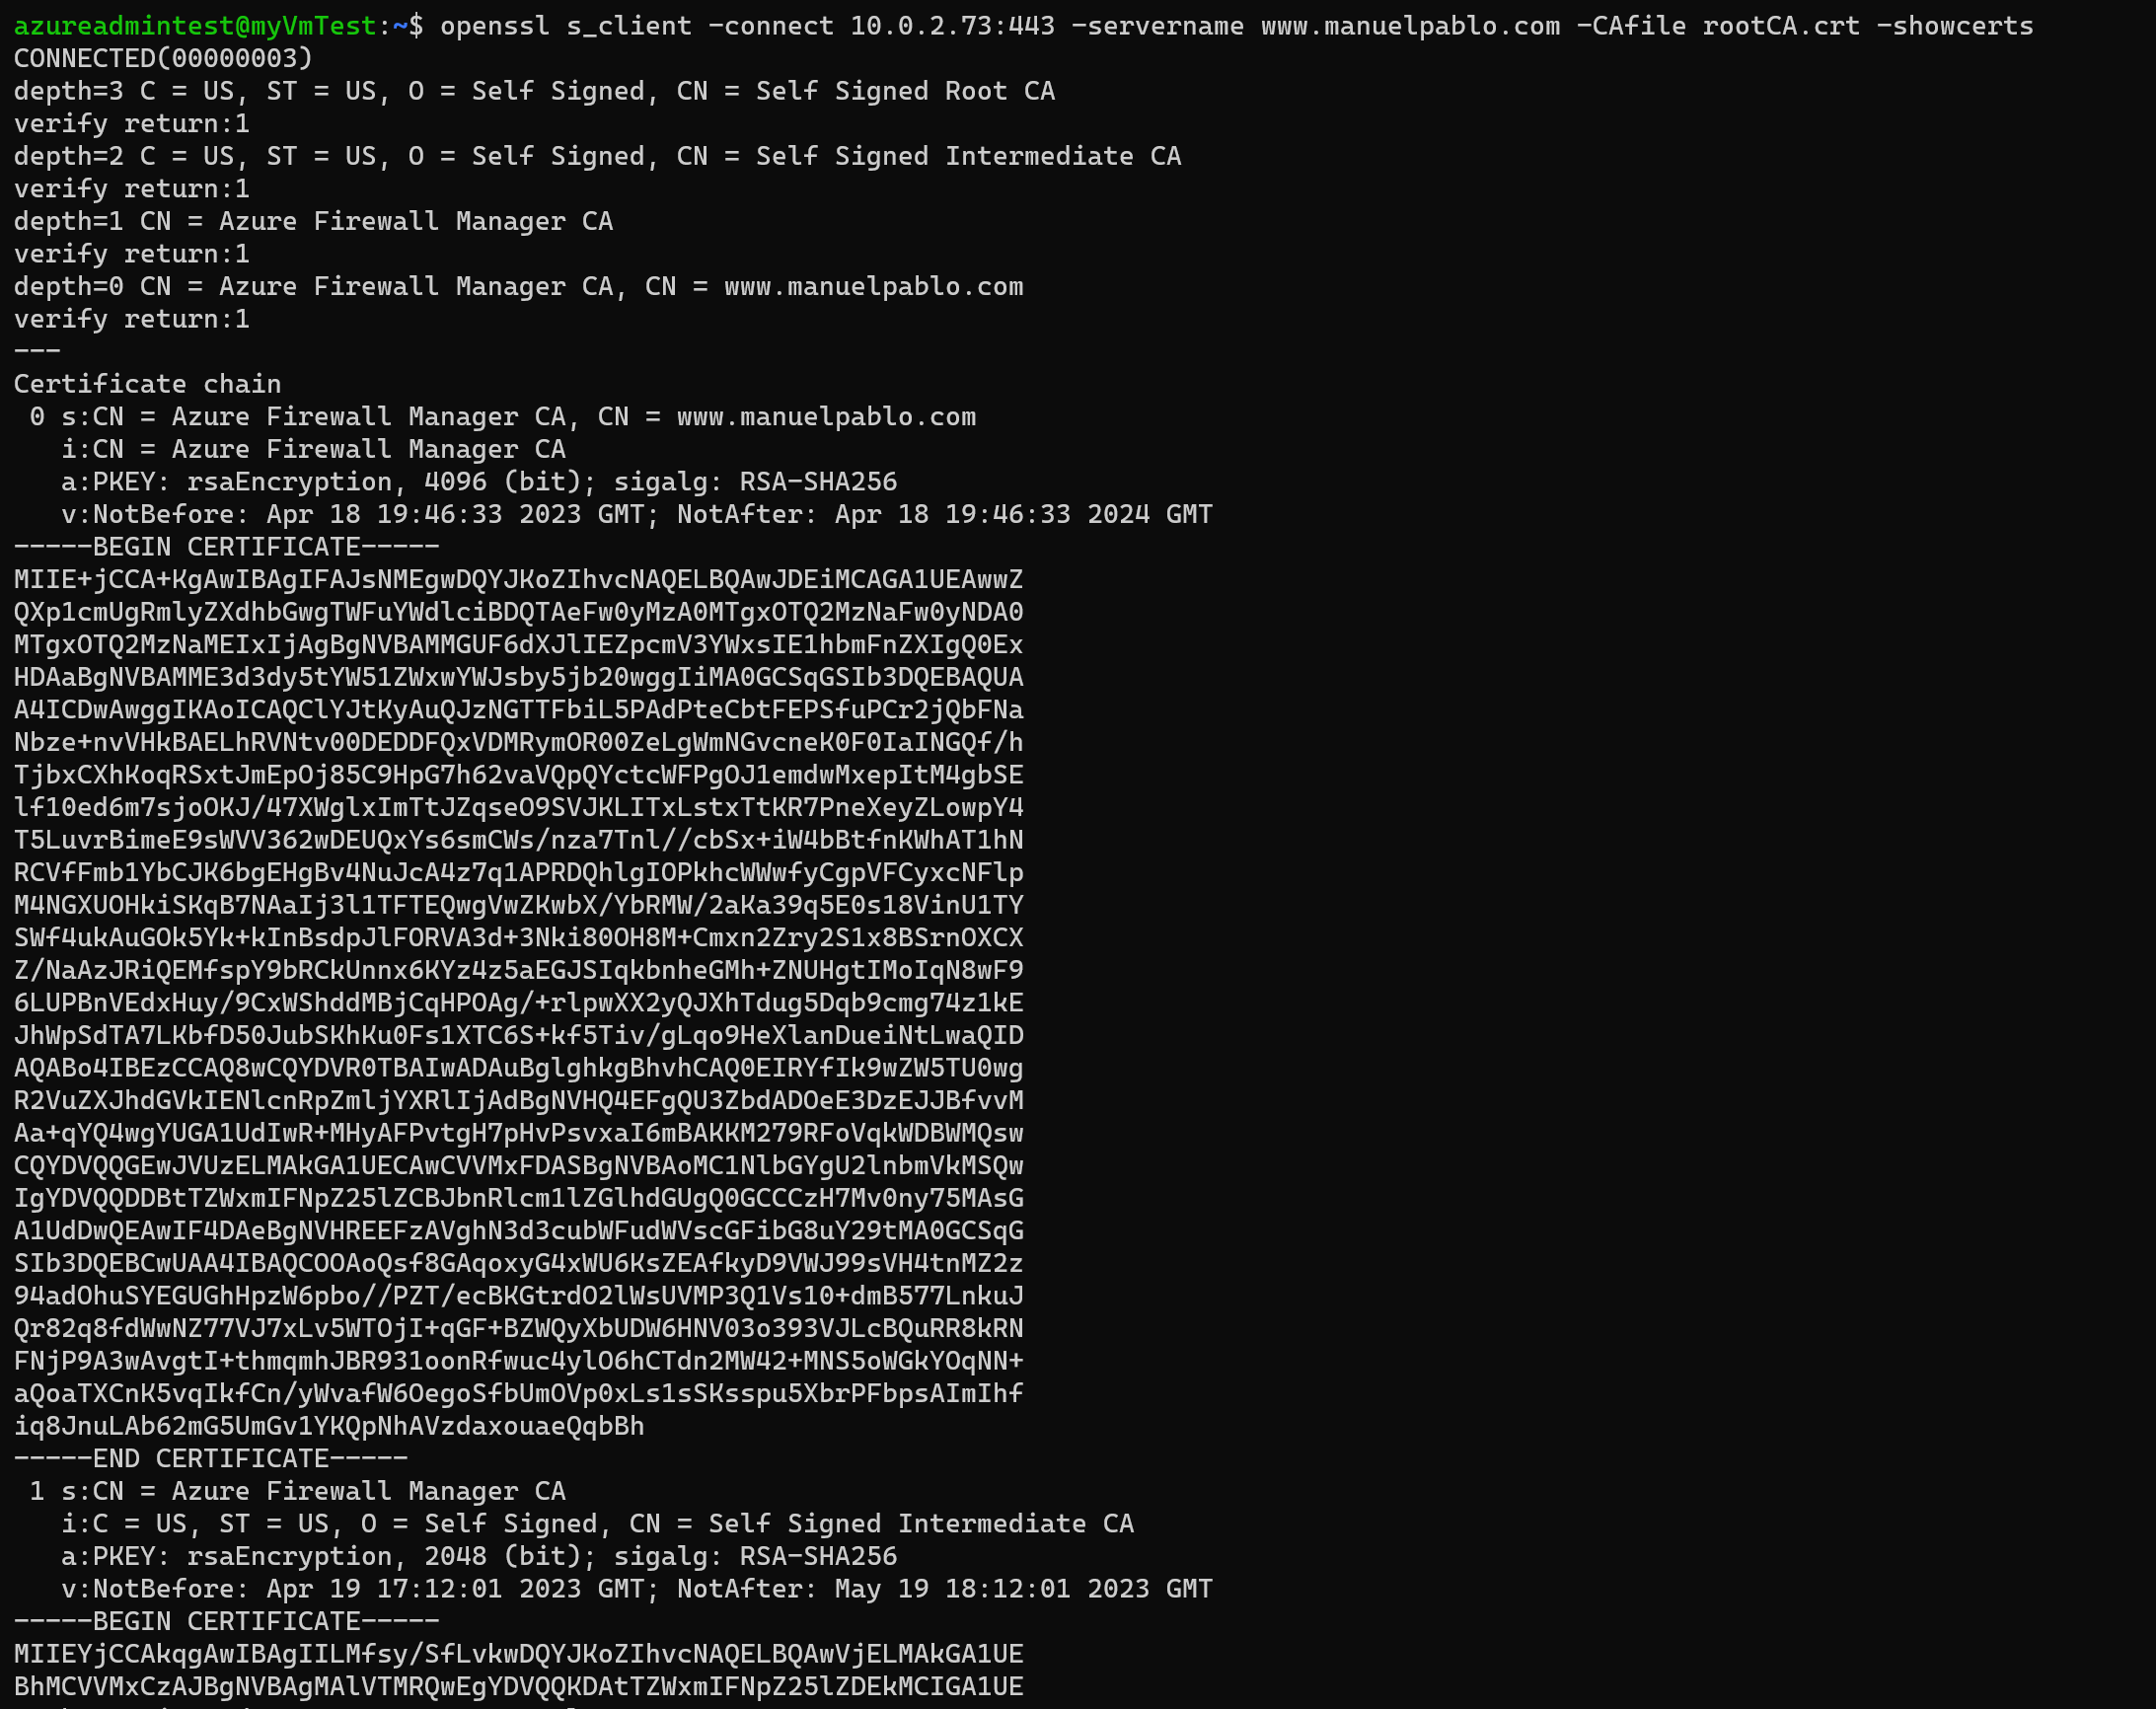 azureadmintest@myVmTest:~$ openssl s_client -connect 10.0.2.73:443 -servername www.manuelpablo.com -CAfile rootCA.crt -showcerts
CONNECTED(00000003)
depth=3 C = US, ST = US, O = Self Signed, CN = Self Signed Root CA
verify return:1
depth=2 C = US, ST = US, O = Self Signed, CN = Self Signed Intermediate CA
verify return:1
depth=1 CN = Azure Firewall Manager CA
verify return:1
depth=0 CN = Azure Firewall Manager CA, CN = www.manuelpablo.com
verify return:1
---
Certificate chain
 0 s:CN = Azure Firewall Manager CA, CN = www.manuelpablo.com
   i:CN = Azure Firewall Manager CA
   a:PKEY: rsaEncryption, 4096 (bit); sigalg: RSA-SHA256
   v:NotBefore: Apr 18 19:46:33 2023 GMT; NotAfter: Apr 18 19:46:33 2024 GMT
-----BEGIN CERTIFICATE-----
MIIE+jCCA+KgAwIBAgIFAJsNMEgwDQYJKoZIhvcNAQELBQAwJDEiMCAGA1UEAwwZ
QXp1cmUgRmlyZXdhbGwgTWFuYWdlciBDQTAeFw0yMzA0MTgxOTQ2MzNaFw0yNDA0
MTgxOTQ2MzNaMEIxIjAgBgNVBAMMGUF6dXJlIEZpcmV3YWxsIE1hbmFnZXIgQ0Ex
HDAaBgNVBAMME3d3dy5tYW51ZWxwYWJsby5jb20wggIiMA0GCSqGSIb3DQEBAQUA
A4ICDwAwggIKAoICAQClYJtKyAuQJzNGTTFbiL5PAdPteCbtFEPSfuPCr2jQbFNa
Nbze+nvVHkBAELhRVNtv00DEDDFQxVDMRymOR00ZeLgWmNGvcneK0F0IaINGQf/h
TjbxCXhKoqRSxtJmEpOj85C9HpG7h62vaVQpQYctcWFPgOJ1emdwMxepItM4gbSE
lf10ed6m7sjoOKJ/47XWglxImTtJZqseO9SVJKLITxLstxTtKR7PneXeyZLowpY4
T5LuvrBimeE9sWVV362wDEUQxYs6smCWs/nza7Tnl//cbSx+iW4bBtfnKWhAT1hN
RCVfFmb1YbCJK6bgEHgBv4NuJcA4z7q1APRDQhlgIOPkhcWWwfyCgpVFCyxcNFlp
M4NGXUOHkiSKqB7NAaIj3l1TFTEQwgVwZKwbX/YbRMW/2aKa39q5E0s18VinU1TY
SWf4ukAuGOk5Yk+kInBsdpJlFORVA3d+3Nki80OH8M+Cmxn2Zry2S1x8BSrnOXCX
Z/NaAzJRiQEMfspY9bRCkUnnx6KYz4z5aEGJSIqkbnheGMh+ZNUHgtIMoIqN8wF9
6LUPBnVEdxHuy/9CxWShddMBjCqHPOAg/+rlpwXX2yQJXhTdug5Dqb9cmg74z1kE
JhWpSdTA7LKbfD50JubSKhKu0Fs1XTC6S+kf5Tiv/gLqo9HeXlanDueiNtLwaQID
AQABo4IBEzCCAQ8wCQYDVR0TBAIwADAuBglghkgBhvhCAQ0EIRYfIk9wZW5TU0wg
R2VuZXJhdGVkIENlcnRpZmljYXRlIjAdBgNVHQ4EFgQU3ZbdADOeE3DzEJJBfvvM
Aa+qYQ4wgYUGA1UdIwR+MHyAFPvtgH7pHvPsvxaI6mBAKKM279RFoVqkWDBWMQsw
CQYDVQQGEwJVUzELMAkGA1UECAwCVVMxFDASBgNVBAoMC1NlbGYgU2lnbmVkMSQw
IgYDVQQDDBtTZWxmIFNpZ25lZCBJbnRlcm1lZGlhdGUgQ0GCCCzH7Mv0ny75MAsG
A1UdDwQEAwIF4DAeBgNVHREEFzAVghN3d3cubWFudWVscGFibG8uY29tMA0GCSqG
SIb3DQEBCwUAA4IBAQCOOAoQsf8GAqoxyG4xWU6KsZEAfkyD9VWJ99sVH4tnMZ2z
94adOhuSYEGUGhHpzW6pbo//PZT/ecBKGtrdO2lWsUVMP3Q1Vs10+dmB577LnkuJ
Qr82q8fdWwNZ77VJ7xLv5WTOjI+qGF+BZWQyXbUDW6HNV03o393VJLcBQuRR8kRN
FNjP9A3wAvgtI+thmqmhJBR931oonRfwuc4ylO6hCTdn2MW42+MNS5oWGkYOqNN+
aQoaTXCnK5vqIkfCn/yWvafW6OegoSfbUmOVp0xLs1sSKsspu5XbrPFbpsAImIhf
iq8JnuLAb62mG5UmGv1YKQpNhAVzdaxouaeQqbBh
-----END CERTIFICATE-----
 1 s:CN = Azure Firewall Manager CA
   i:C = US, ST = US, O = Self Signed, CN = Self Signed Intermediate CA
   a:PKEY: rsaEncryption, 2048 (bit); sigalg: RSA-SHA256
   v:NotBefore: Apr 19 17:12:01 2023 GMT; NotAfter: May 19 18:12:01 2023 GMT
-----BEGIN CERTIFICATE-----
MIIEYjCCAkqgAwIBAgIILMfsy/SfLvkwDQYJKoZIhvcNAQELBQAwVjELMAkGA1UE
BhMCVVMxCzAJBgNVBAgMAlVTMRQwEgYDVQQKDAtTZWxmIFNpZ25lZDEkMCIGA1UE